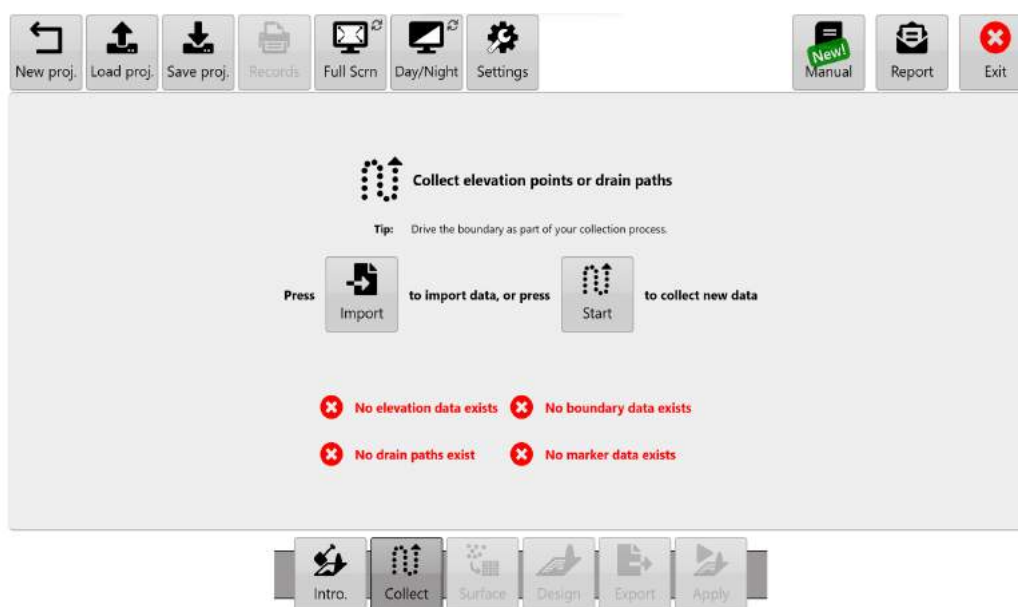 New proj. Load proj. Save proj. Records Full Scrn Day/Night Settings New! Manual Report Exit
Collect elevation points or drain paths
Tip: Drive the boundary as part of your collection process.
Press Import to import data, or press Start to collect new data
No elevation data exists No boundary data exists
No drain paths exist No marker data exists
Intro. Collect Surface Design Export Apply